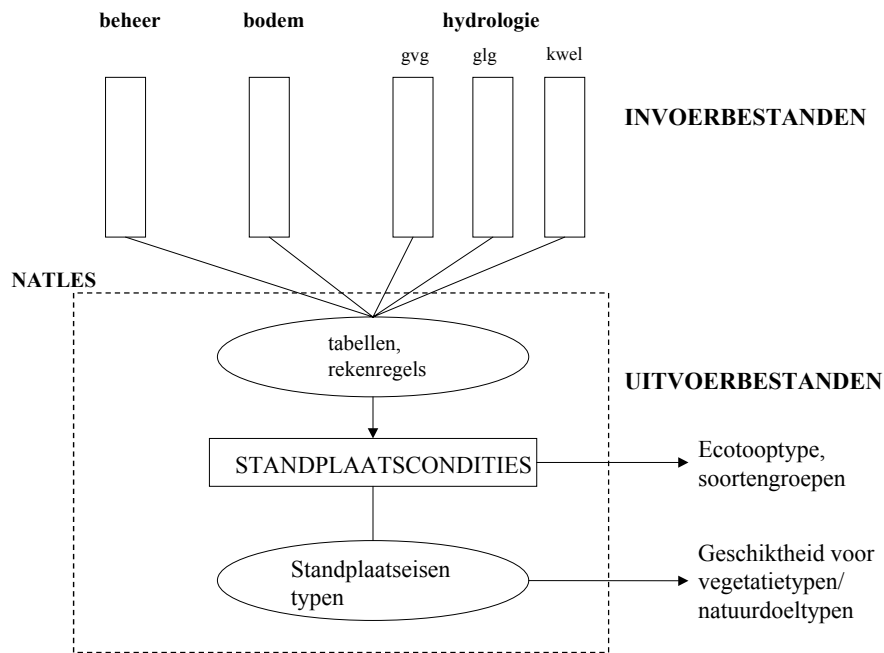 beheer bodem hydrologie
gvg glg kwel
INVOERBESTANDEN
NATLES
tabellen,
rekenregels
UITVOERBESTANDEN
STANDPLAATSCONDITIES
Ecotooptype,
soortengroepen
Standplaatseisen
typen
Geschiktheid voor
vegetatietypen/
natuurdoeltypen